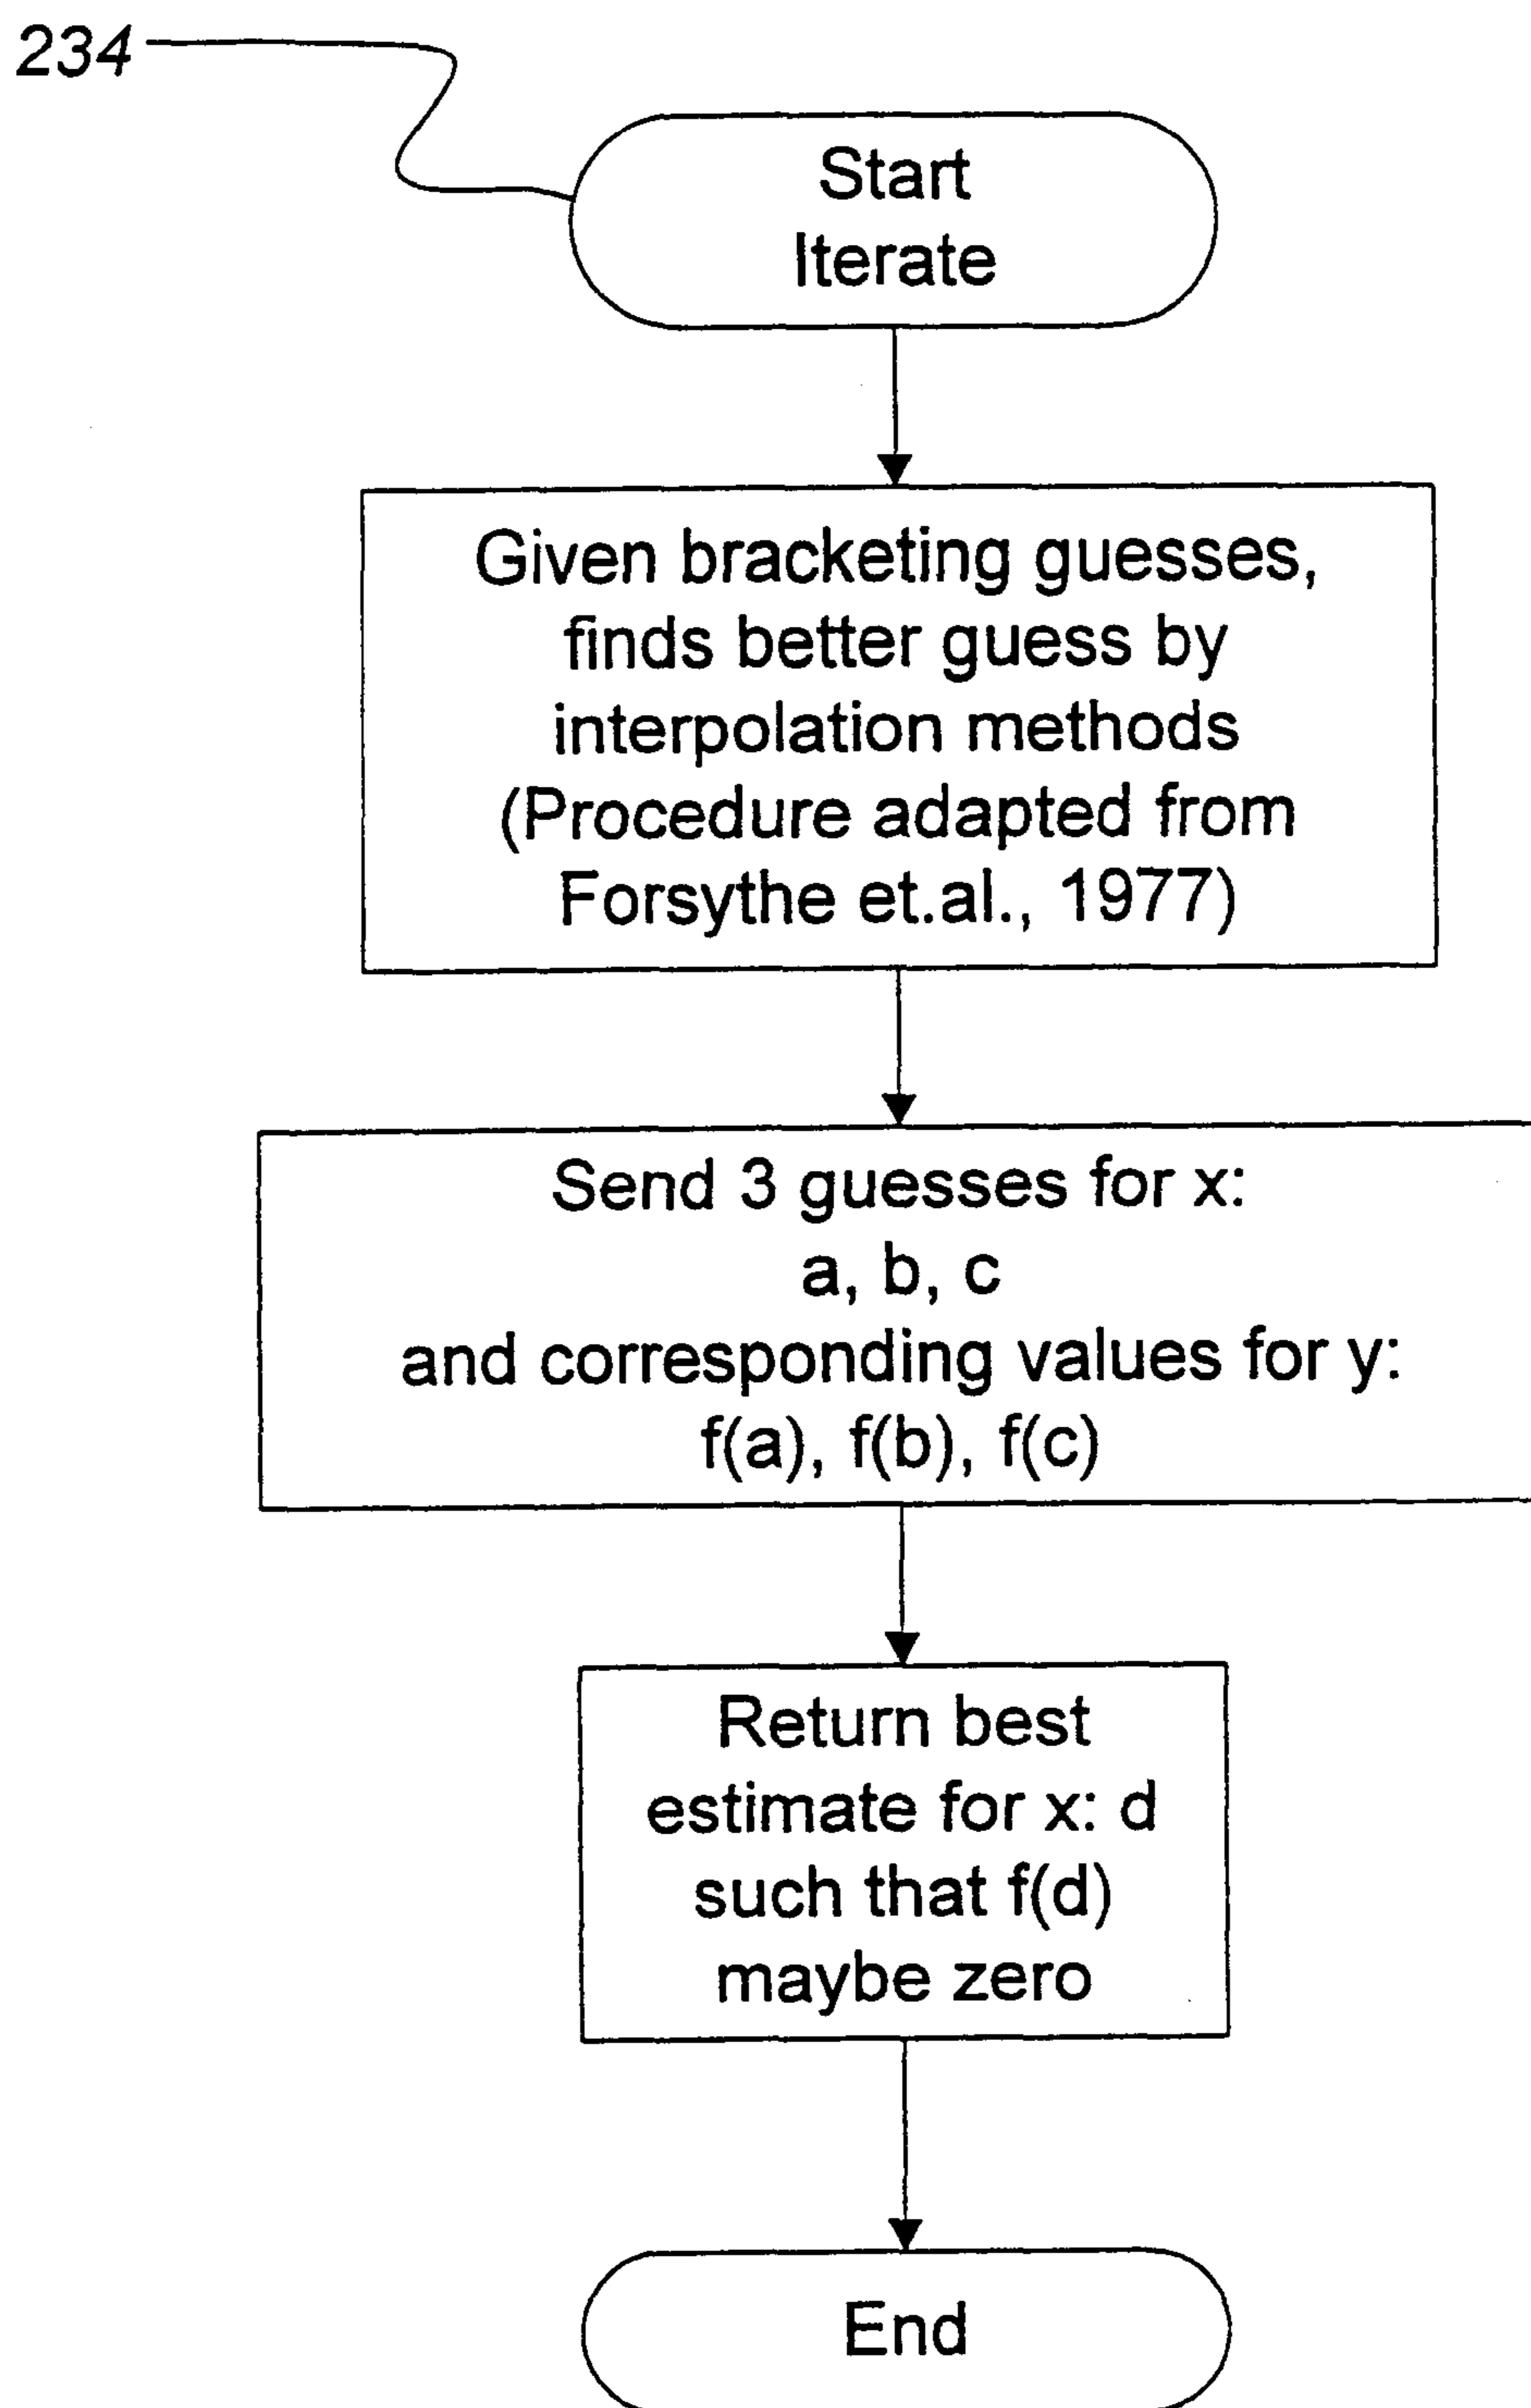 234
Start
Iterate
Given bracketing guesses,
finds better guess by
interpolation methods
(Procedure adapted from
Forsythe et.al., 1977)
Send 3 guesses for x:
a, b, c
and corresponding values for y:
f(a), f(b), f(c)
Return best
estimate for x: d
such that f(d)
maybe zero
End